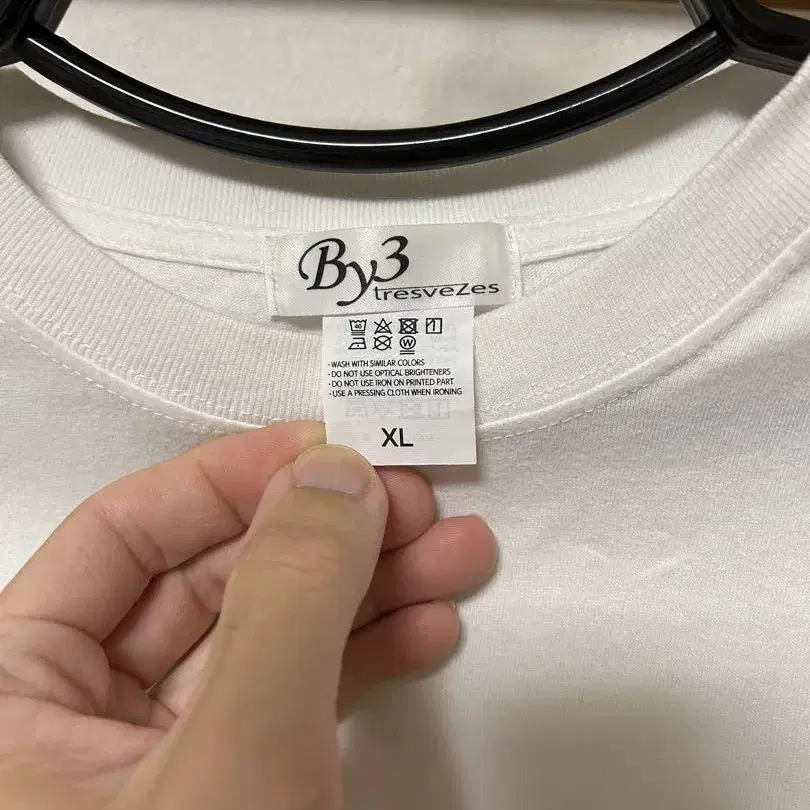 By3
tresveZes
40
W
· WASH WITH SIMILAR COLORS
· DO NOT USE OPTICAL BRIGHTENERS
· DO NOT USE IRON ON PRINTED PART
· USE A PRESSING CLOTH WHEN IRONING
XL